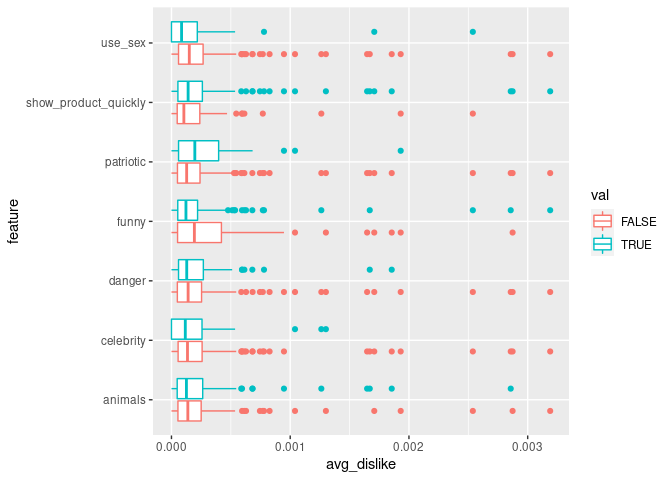 use_sex
show_product_quickly
patriotic
funny
danger
celebrity
animals
feature
0.000 0.001 0.002 0.003
avg_dislike
val
FALSE
TRUE